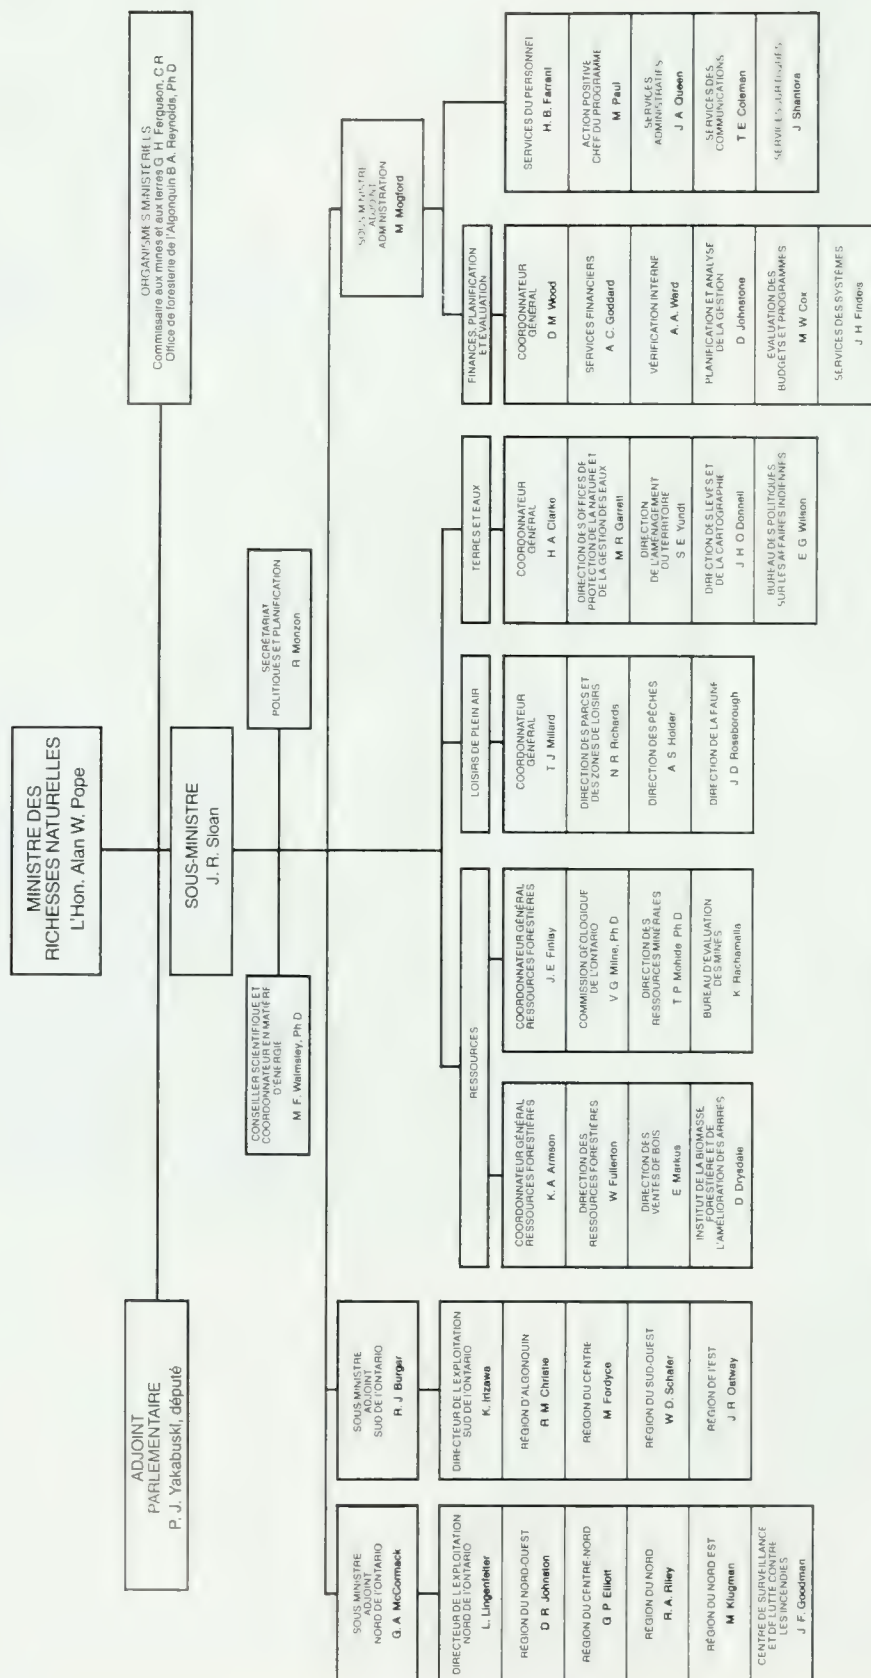 MINISTRE DES
RICHESSES NATURELLES
L'Hon. Alan W. Pope
ADJOINT
PARLEMENTAIRE
P. J. Yakabuski, député
ORGANISMES MINISTÉRIELS
Commissaire aux mines et aux terres G H Ferguson, C R
Office de foresterie de l'Algonquin B A. Reynolds, Ph D
SOUS-MINISTRE
J. R. Sloan
CONSEILLER SCIENTIFIQUE ET
COORDONNATEUR EN MATIÈRE
D'ÉNERGIE
M F. Walmsley, Ph D
SECRÉTARIAT
POLITIQUES ET PLANIFICATION
R Monzon
SOUS-MINISTRE
ADJOINT
NORD DE l'ONTARIO
G. A McCormack
DIRECTEUR DE L EXPLOITATION
NORD DE l'ONTARIO
L. Lingenfelter
RÉGION DU NORD-OUEST
D R Johnston
RÉGION DU CENTRE-NORD
G P Elliott
RÉGION DU NORD
R. A. Riley
RÉGION DU NORD EST
M Klugman
CENTRE DE SURVEILLANCE
ET DE LUTTE CONTRE
LES INCENDIES
J F. Goodman
SOUS-MINISTRE
ADJOINT
SUD DE l'ONTARIO
R. J Burgar
DIRECTEUR DE L EXPLOITATION
SUD DE l'ONTARIO
K. Irizawa
RÉGION D'ALGONQUIN
R M Christie
RÉGION DU CENTRE
M Fordyce
RÉGION DU SUD-OUEST
W D. Schafer
RÉGION DE l'EST
J R Oatway
RESSOURCES
COORDONNATEUR GÉNÉRAL
RESSOURCES FORESTIÈRES
K. A Armson
DIRECTION DES
RESSOURCES FORESTIÈRES
W Fullerton
DIRECTION DES
VENTES DE BOIS
E Markus
INSTITUT DE LA BIOMASSE
FORESTIÈRE ET DE
L'AMÉLIORATION DES ARBRES
D Drysdale
COORDONNATEUR GÉNÉRAL
RESSOURCES FORESTIÈRES
J. E Finlay
COMMISSION GÉOLOGIQUE
DE l'ONTARIO
V G Milne, Ph D
DIRECTION DES
RESSOURCES MINÉRALES
T P Mohide Ph D
BUREAU D'ÉVALUATION
DES MINES
K Rachamalla
LOISIRS DE PLEIN AIR
COORDONNATEUR
GÉNÉRAL
T J Millard
DIRECTION DES PARCS ET
DES ZONES DE LOISIRS
N R Richards
DIRECTION DES PÊCHES
A S Holder
DIRECTION DE LA FAUNE
J D Roseborough
TERRES ET EAUX
COORDONNATEUR
GÉNÉRAL
H A Clarke
DIRECTION DES OFFICES DE
PROTECTION DE LA NATURE ET
DE LA GESTION DES EAUX
M R Garrett
DIRECTION
DE L'AMÉNAGEMENT
DU TERRITOIRE
S E Yundt
DIRECTION DES LEVÉS ET
DE LA CARTOGRAPHIE
J H O Donnell
BUREAU DES POLITIQUES
SUR LES AFFAIRES INDIENNES
E G Wilson
SOUS MINISTRE
ADJOINT
ADMINISTRATION
M Mogford
FINANCES, PLANIFICATION
ET ÉVALUATION
COORDONNATEUR
GÉNÉRAL
D M Wood
SERVICES FINANCIERS
A C. Goddard
VÉRIFICATION INTERNE
A. A. Ward
PLANIFICATION ET ANALYSE
DE LA GESTION
D Johnstone
ÉVALUATION DES
BUDGETS ET PROGRAMMES
M W Cox
SERVICES DES SYSTÈMES
J H Findeis
SERVICES DU PERSONNEL
H. B. Farrant
ACTION POSITIVE
CHEF DU PROGRAMME
M Paul
SERVICES
ADMINISTRATIFS
J A Queen
SERVICES DES
COMMUNICATIONS
T E Coleman
SERVICES JURIDIQUES
J Shantora